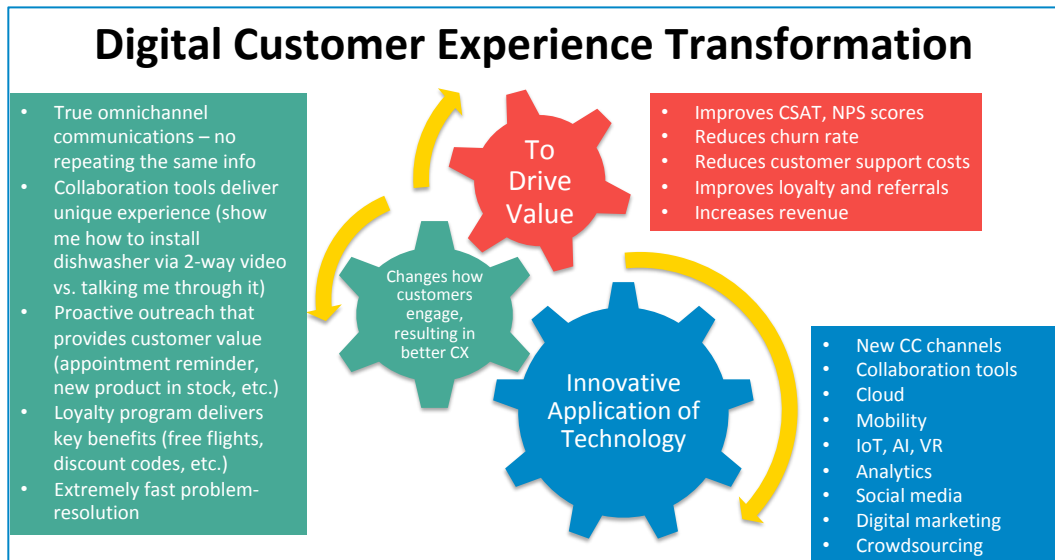 Digital Customer Experience Transformation
• True omnichannel
communications – no
repeating the same info
• Collaboration tools deliver
unique experience (show
me how to install
dishwasher via 2-way video
vs. talking me through it)
• Proactive outreach that
provides customer value
(appointment reminder,
new product in stock, etc.)
• Loyalty program delivers
key benefits (free flights,
discount codes, etc.)
• Extremely fast problem-
resolution
To
Drive
Value
• Improves CSAT, NPS scores
• Reduces churn rate
• Reduces customer support costs
• Improves loyalty and referrals
• Increases revenue
Changes how
customers
engage,
resulting in
better CX
Innovative
Application of
Technology
• New CC channels
• Collaboration tools
• Cloud
• Mobility
• IoT, AI, VR
• Analytics
• Social media
• Digital marketing
• Crowdsourcing